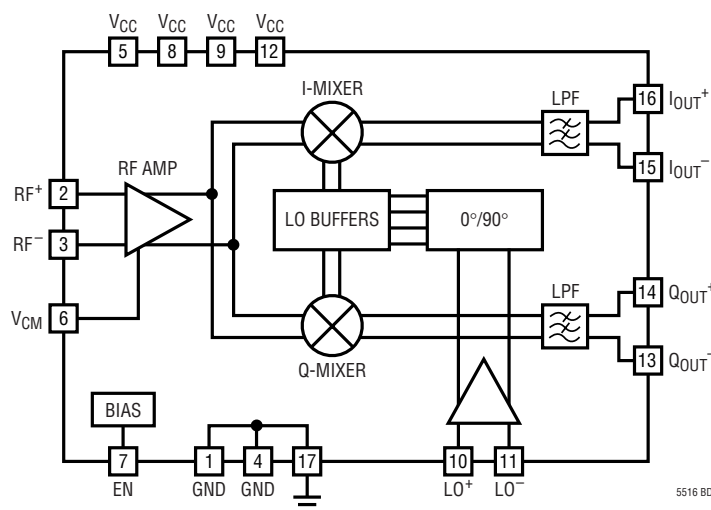 VCC VCC VCC VCC
5 8 9 12
I-MIXER
LPF
16 IOUT+
RF AMP
15 IOUT–
RF+ 2
LO BUFFERS
0°/90°
RF– 3
LPF
14 QOUT+
VCM 6
Q-MIXER
13 QOUT–
BIAS
7 1 4 17 10 11
EN GND GND LO+ LO–
5516 BD